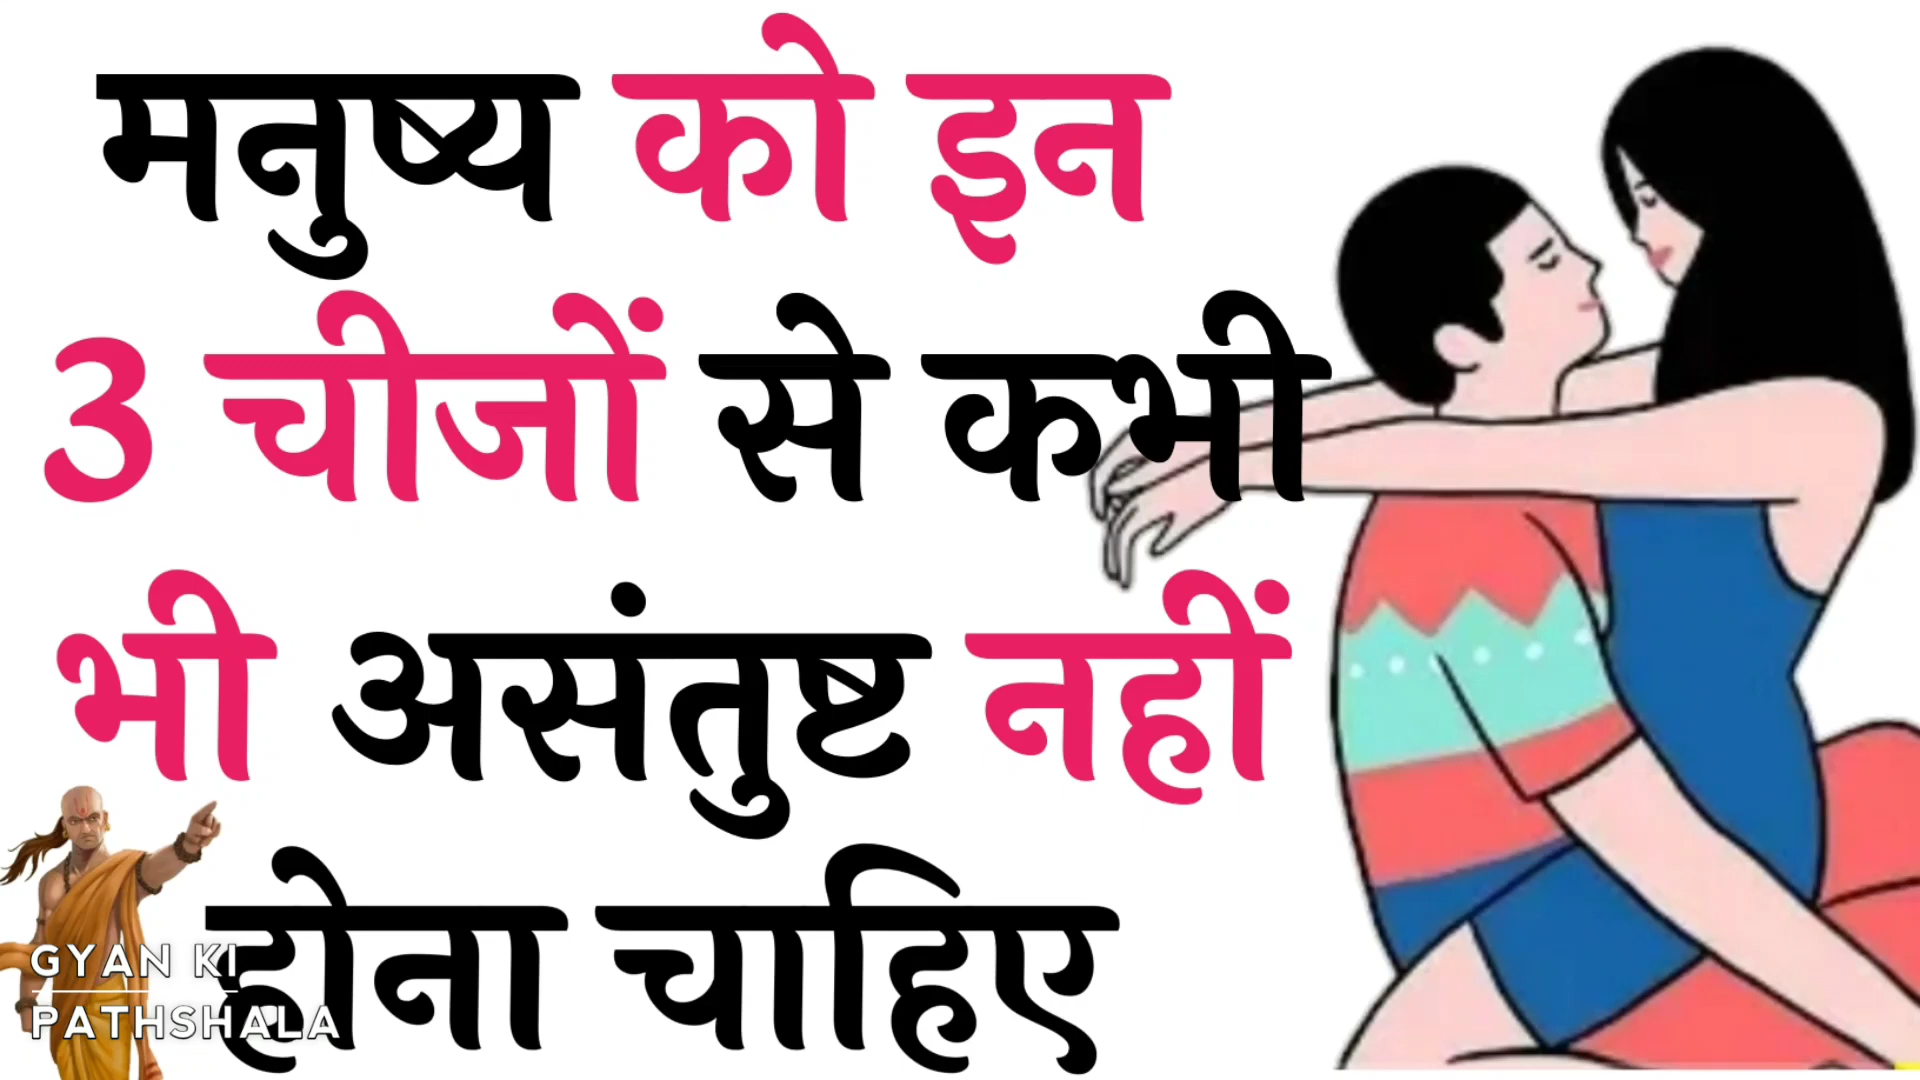 मनुष्य को इन
3 चीजों से कभी
भी असंतुष्ट नहीं
होना चाहिए
GYAN KI
PATHSHALA